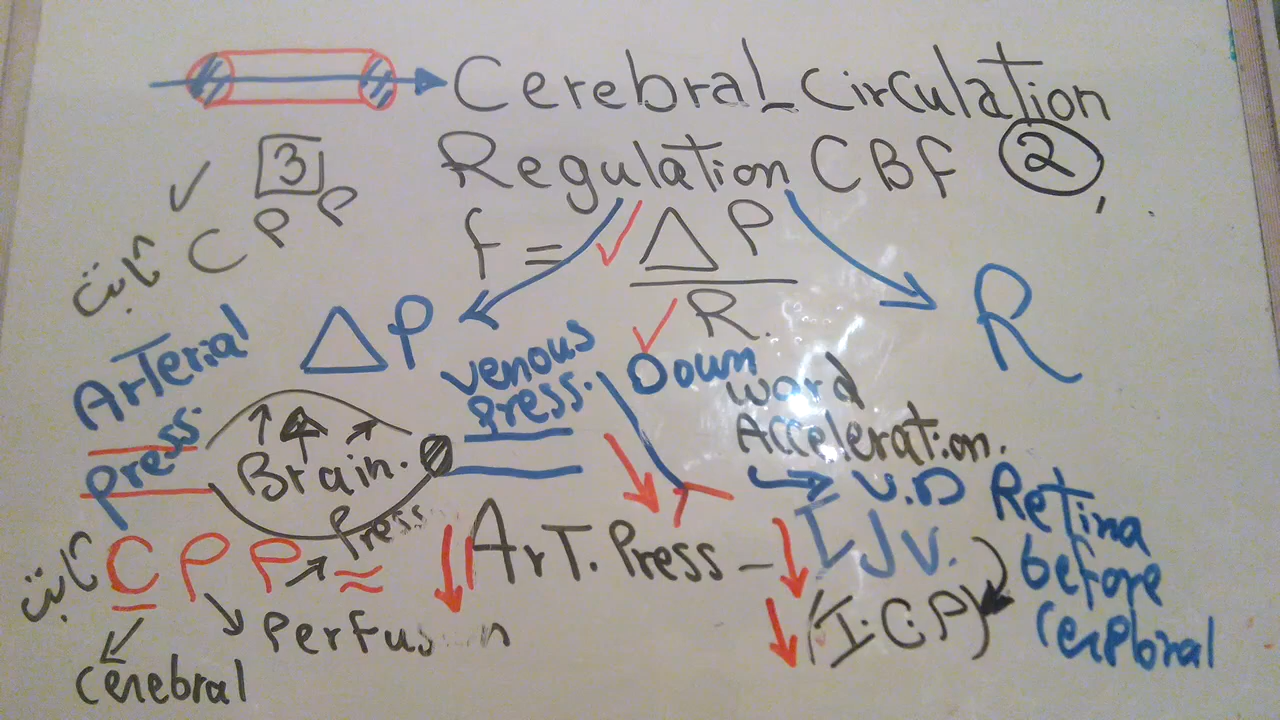 Cerebral Circulation
Regulation CBF 2
3
CPP
ثابت
F = ΔP
R.
ΔP
R
Arterial
press.
venous
press.
Brain.
Down
word
Acceleration.
V.D Retina
before
cerebral
ثابت CPP
press
Perfus n
cerebral
Art. Press - IJV.
(I.C.P)